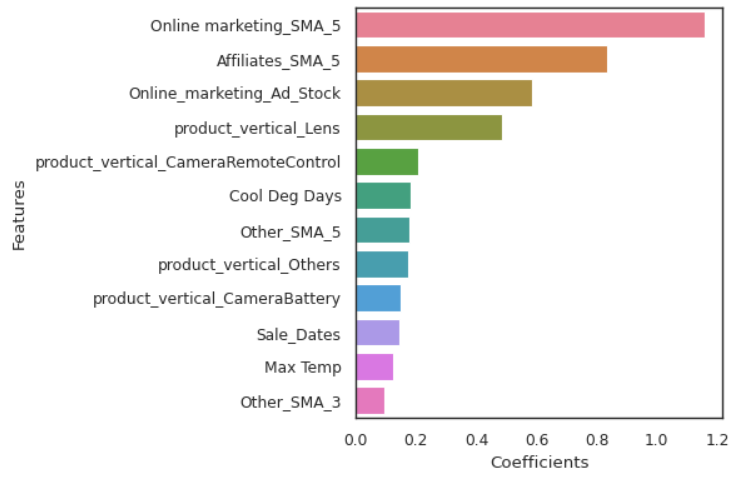 Online marketing_SMA_5
Affiliates_SMA_5
Online_marketing_Ad_Stock
product_vertical_Lens
product_vertical_CameraRemoteControl
Cool Deg Days
Other_SMA_5
product_vertical_Others
product_vertical_CameraBattery
Sale_Dates
Max Temp
Other_SMA_3
Features
0.0 0.2 0.4 0.6 0.8 1.0 1.2
Coefficients